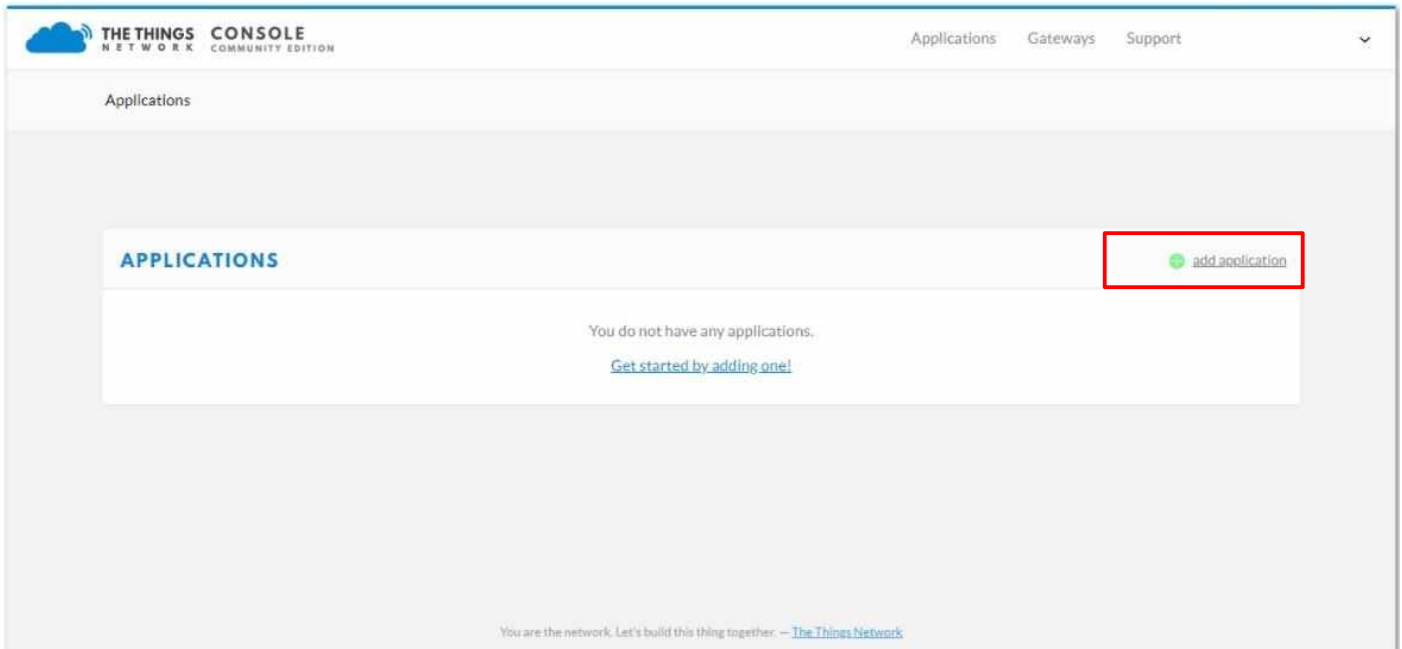 THE THINGS CONSOLE
NETWORK COMMUNITY EDITION
Applications Gateways Support
Applications
APPLICATIONS
add application
You do not have any applications.
Get started by adding one!
You are the network. Let's build this thing together. — The Things Network